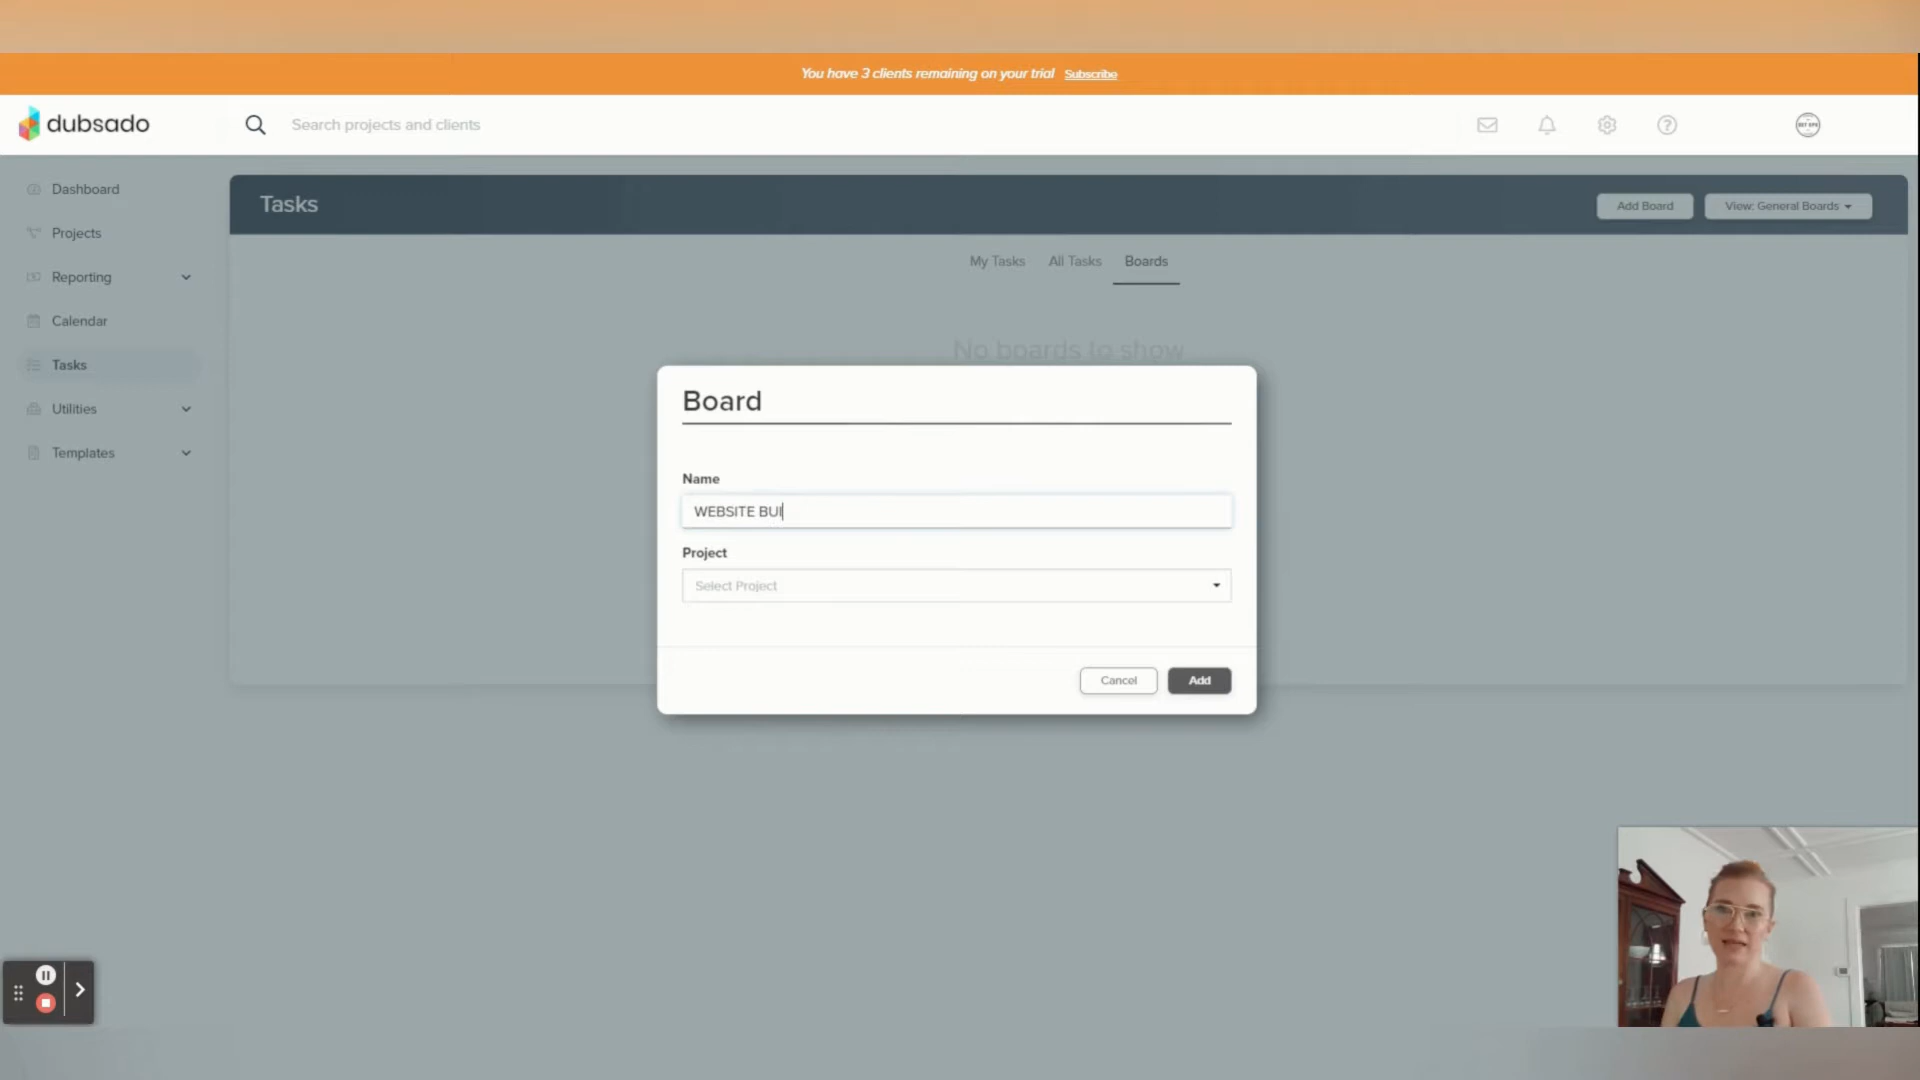 You have 3 clients remaining on your trial Subscribe
dubsado
Search projects and clients
Dashboard
Projects
Reporting
Calendar
Tasks
Utilities
Templates
Tasks
Add Board
View: General Boards
My Tasks
All Tasks
Boards
No boards to show
Board
Name
WEBSITE BUI
Project
Select Project
Cancel
Add